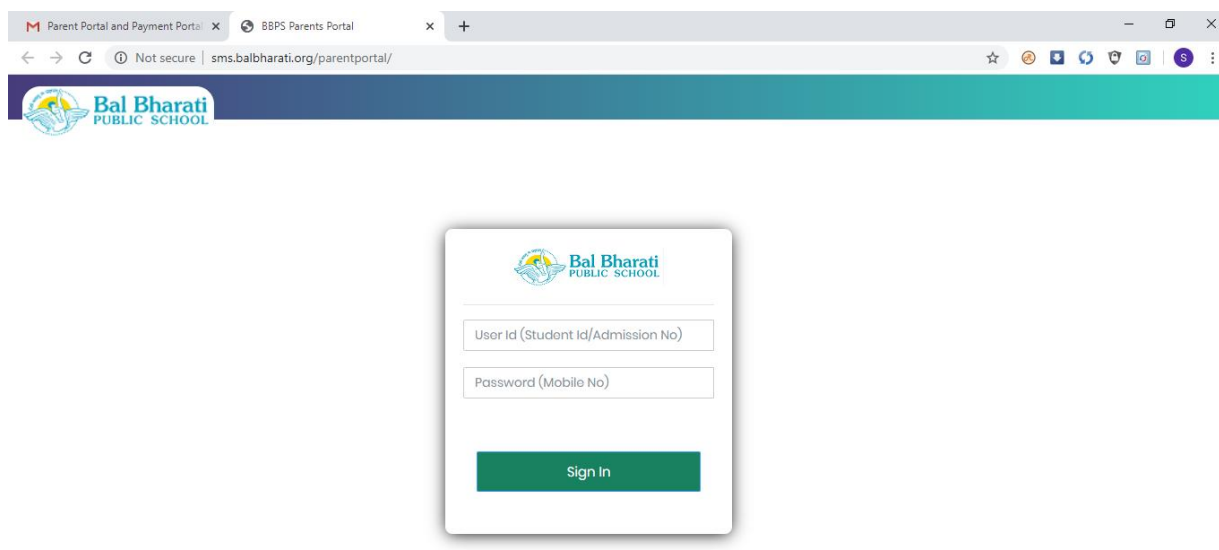 Parent Portal and Payment Portal
BBPS Parents Portal
Not secure | sms.balbharati.org/parentportal/
S
Bal Bharati
PUBLIC SCHOOL
Bal Bharati
PUBLIC SCHOOL
User Id (Student Id/Admission No)
Password (Mobile No)
Sign In